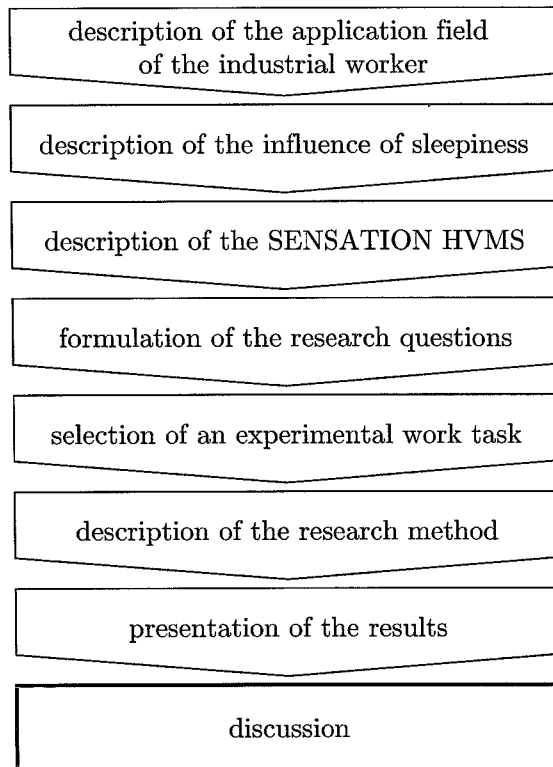 description of the application field
of the industrial worker
description of the influence of sleepiness
description of the SENSATION HVMS
formulation of the research questions
selection of an experimental work task
description of the research method
presentation of the results
discussion